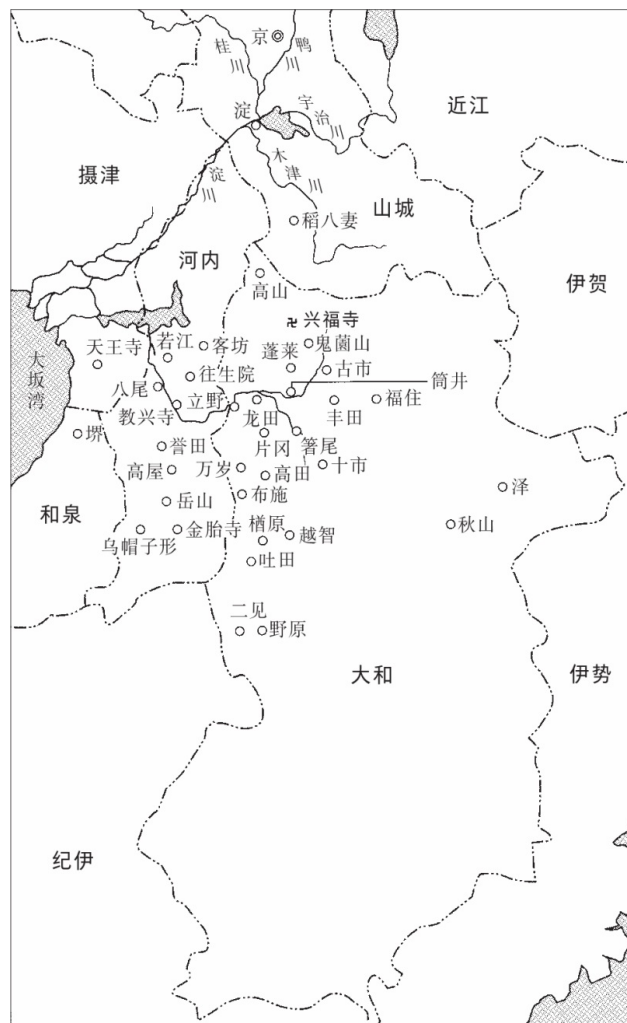 京
桂川
鸭川
近江
淀
宇治川
摄津
淀川
木津川
山城
稻八妻
河内
高山
伊贺
卍 兴福寺
大坂湾
天王寺
若江
客坊
蓬莱
鬼薗山
古市
往生院
筒井
八尾
立野
龙田
丰田
福住
教兴寺
堺
誉田
片冈
箸尾
高屋
万岁
高田
十市
泽
岳山
布施
和泉
乌帽子形
金胎寺
楢原
越智
秋山
吐田
二见
野原
大和
伊势
纪伊